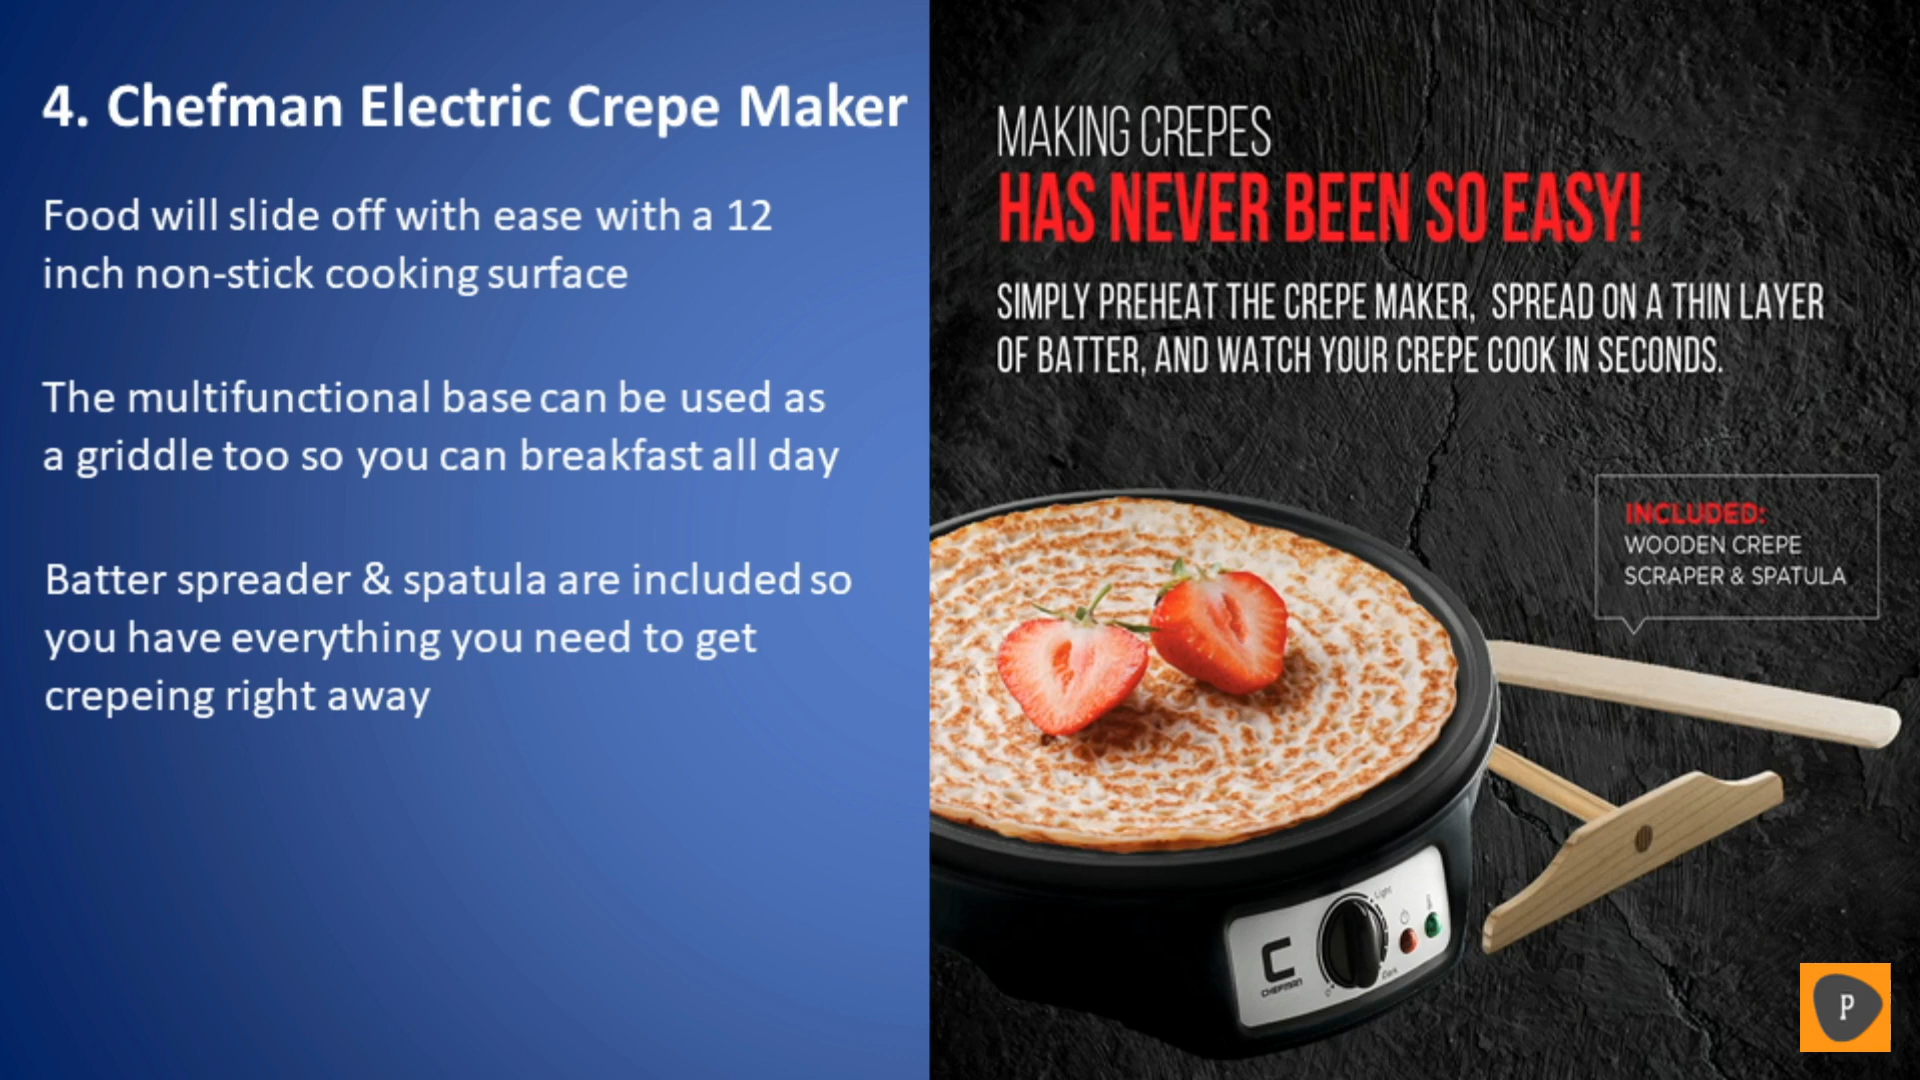 4. Chefman Electric Crepe Maker
Food will slide off with ease with a 12
inch non-stick cooking surface
The multifunctional base can be used as
a griddle too so you can breakfast all day
Batter spreader & spatula are included so
you have everything you need to get
crepeing right away
MAKING CREPES
HAS NEVER BEEN SO EASY!
SIMPLY PREHEAT THE CREPE MAKER, SPREAD ON A THIN LAYER
OF BATTER, AND WATCH YOUR CREPE COOK IN SECONDS.
INCLUDED:
WOODEN CREPE
SCRAPER & SPATULA
Light
Dark
C
CHEFMAN
P